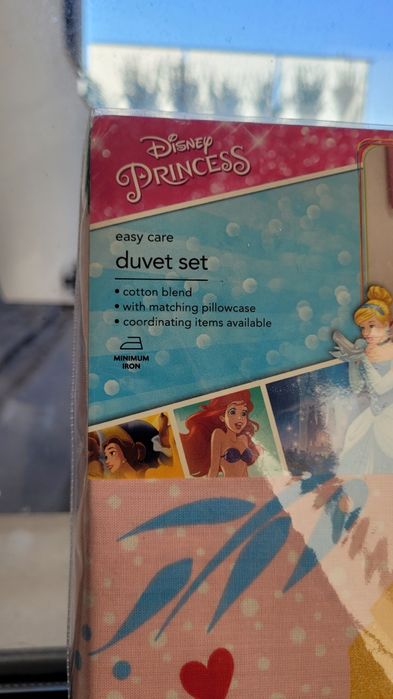 Disney
PRINCESS
easy care
duvet set
• cotton blend
• with matching pillowcase
• coordinating items available
MINIMUM
IRON